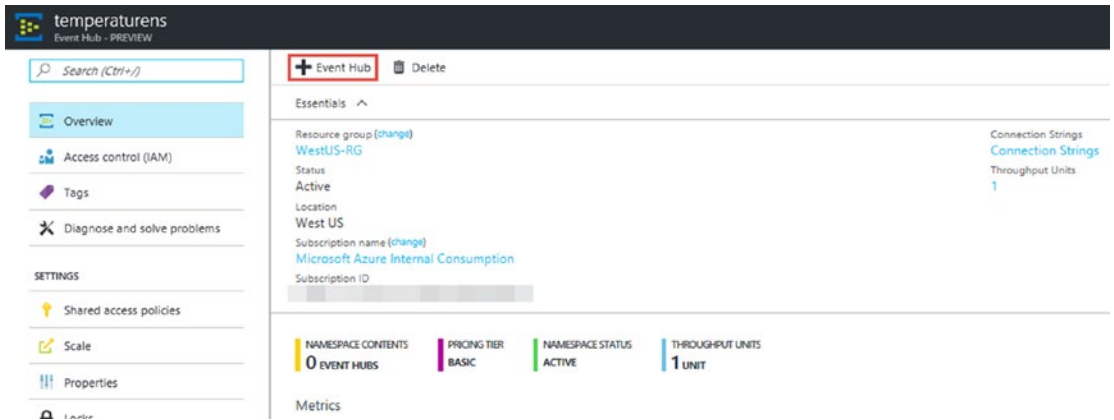 temperaturens
Event Hub - PREVIEW
Search (Ctrl+/)
Overview
Access control (IAM)
Tags
Diagnose and solve problems
SETTINGS
Shared access policies
Scale
Properties
Locks
Event Hub Delete
Essentials
Resource group (change)
WestUS-RG
Status
Active
Location
West US
Subscription name (change)
Microsoft Azure Internal Consumption
Subscription ID
Connection Strings
Connection Strings
Throughput Units
1
NAMESPACE CONTENTS
0 EVENT HUBS
PRICING TIER
BASIC
NAMESPACE STATUS
ACTIVE
THROUGHPUT UNITS
1 UNIT
Metrics